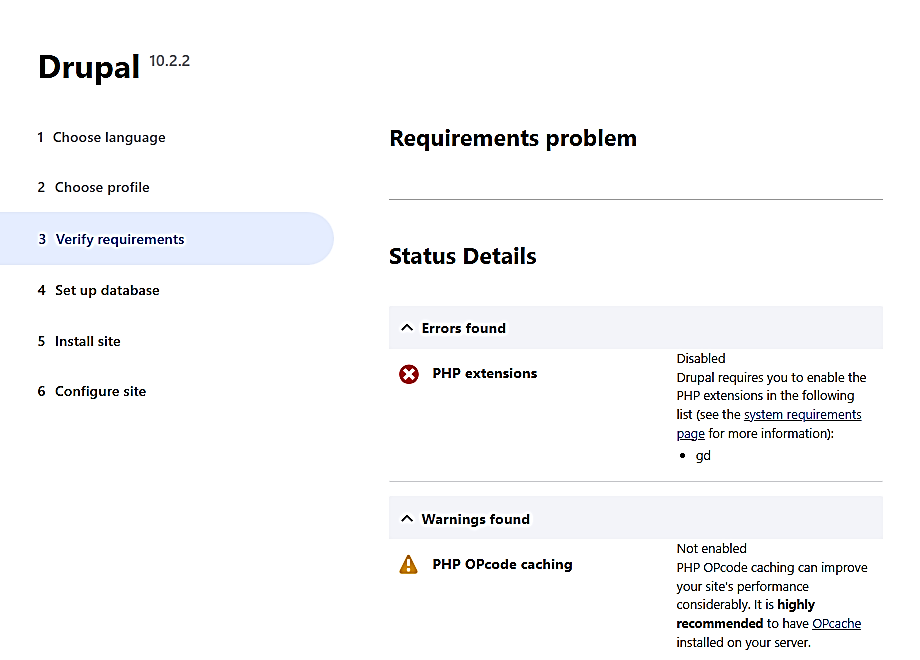 Drupal 10.2.2
1 Choose language
2 Choose profile
3 Verify requirements
4 Set up database
5 Install site
6 Configure site
Requirements problem
Status Details
Errors found
PHP extensions
Disabled
Drupal requires you to enable the
PHP extensions in the following
list (see the system requirements
page for more information):
• gd
Warnings found
PHP OPcode caching
Not enabled
PHP OPcode caching can improve
your site's performance
considerably. It is highly
recommended to have OPcache
installed on your server.